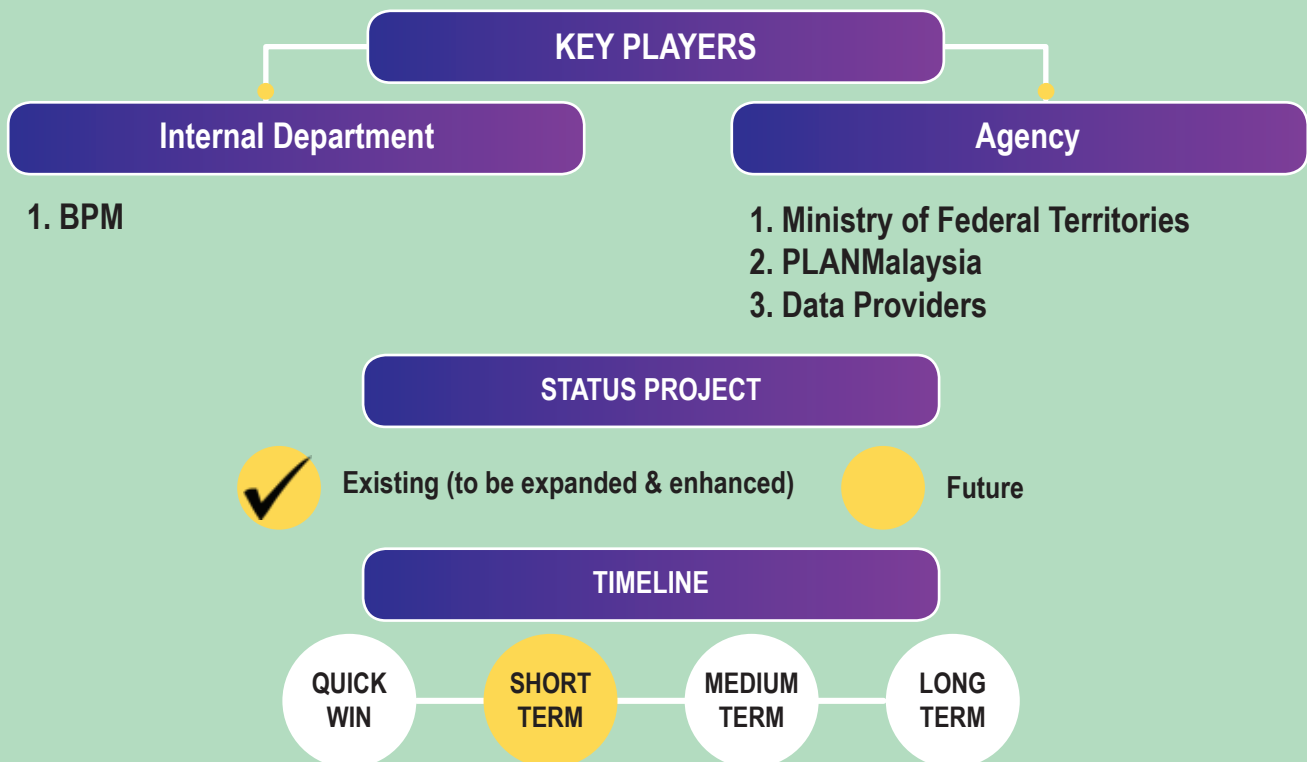 KEY PLAYERS
Internal Department
Agency
1. BPM
1. Ministry of Federal Territories
2. PLANMalaysia
3. Data Providers
STATUS PROJECT
Existing (to be expanded & enhanced)
Future
TIMELINE
QUICK
WIN
SHORT
TERM
MEDIUM
TERM
LONG
TERM